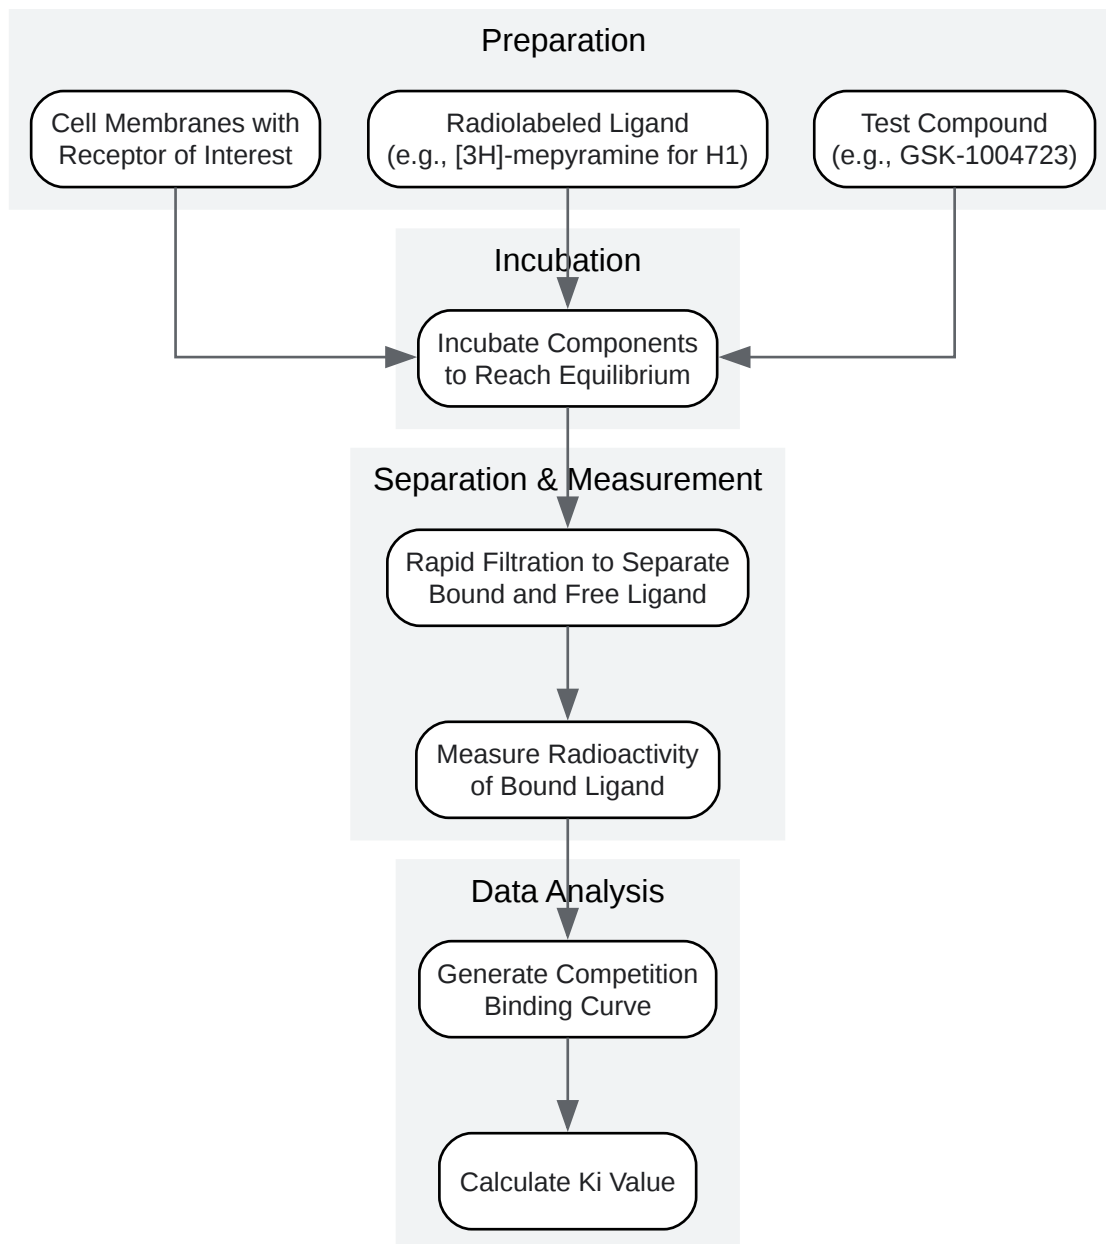 Preparation
Cell Membranes with
Receptor of Interest
Radiolabeled Ligand
(e.g., [3H]-mepyramine for H1)
Test Compound
(e.g., GSK-1004723)
Incubation
Incubate Components
to Reach Equilibrium
Separation & Measurement
Rapid Filtration to Separate
Bound and Free Ligand
Measure Radioactivity
of Bound Ligand
Data Analysis
Generate Competition
Binding Curve
Calculate Ki Value